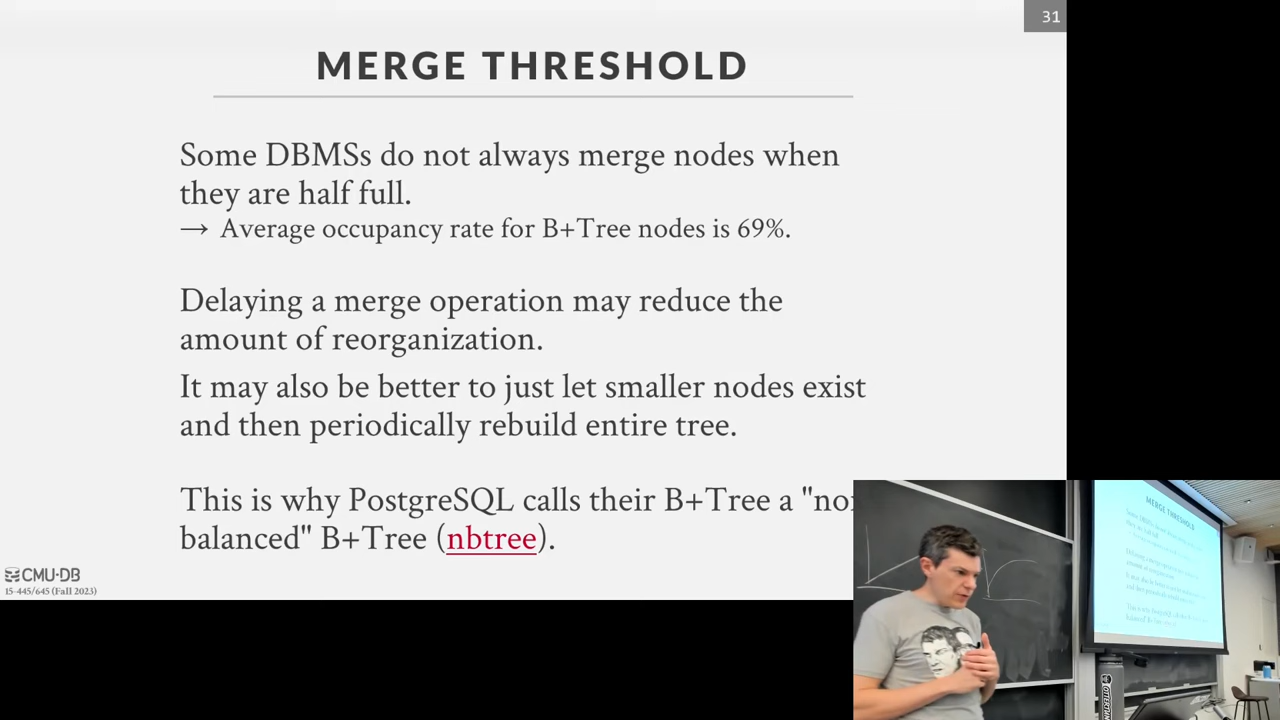 31
MERGE THRESHOLD
Some DBMSs do not always merge nodes when
they are half full.
→ Average occupancy rate for B+Tree nodes is 69%.
Delaying a merge operation may reduce the
amount of reorganization.
It may also be better to just let smaller nodes exist
and then periodically rebuild entire tree.
This is why PostgreSQL calls their B+Tree a
balanced" B+Tree (nbtree).
CMU·DB
15-445/645 (Fall 2023)
MERGE THRESHOLD